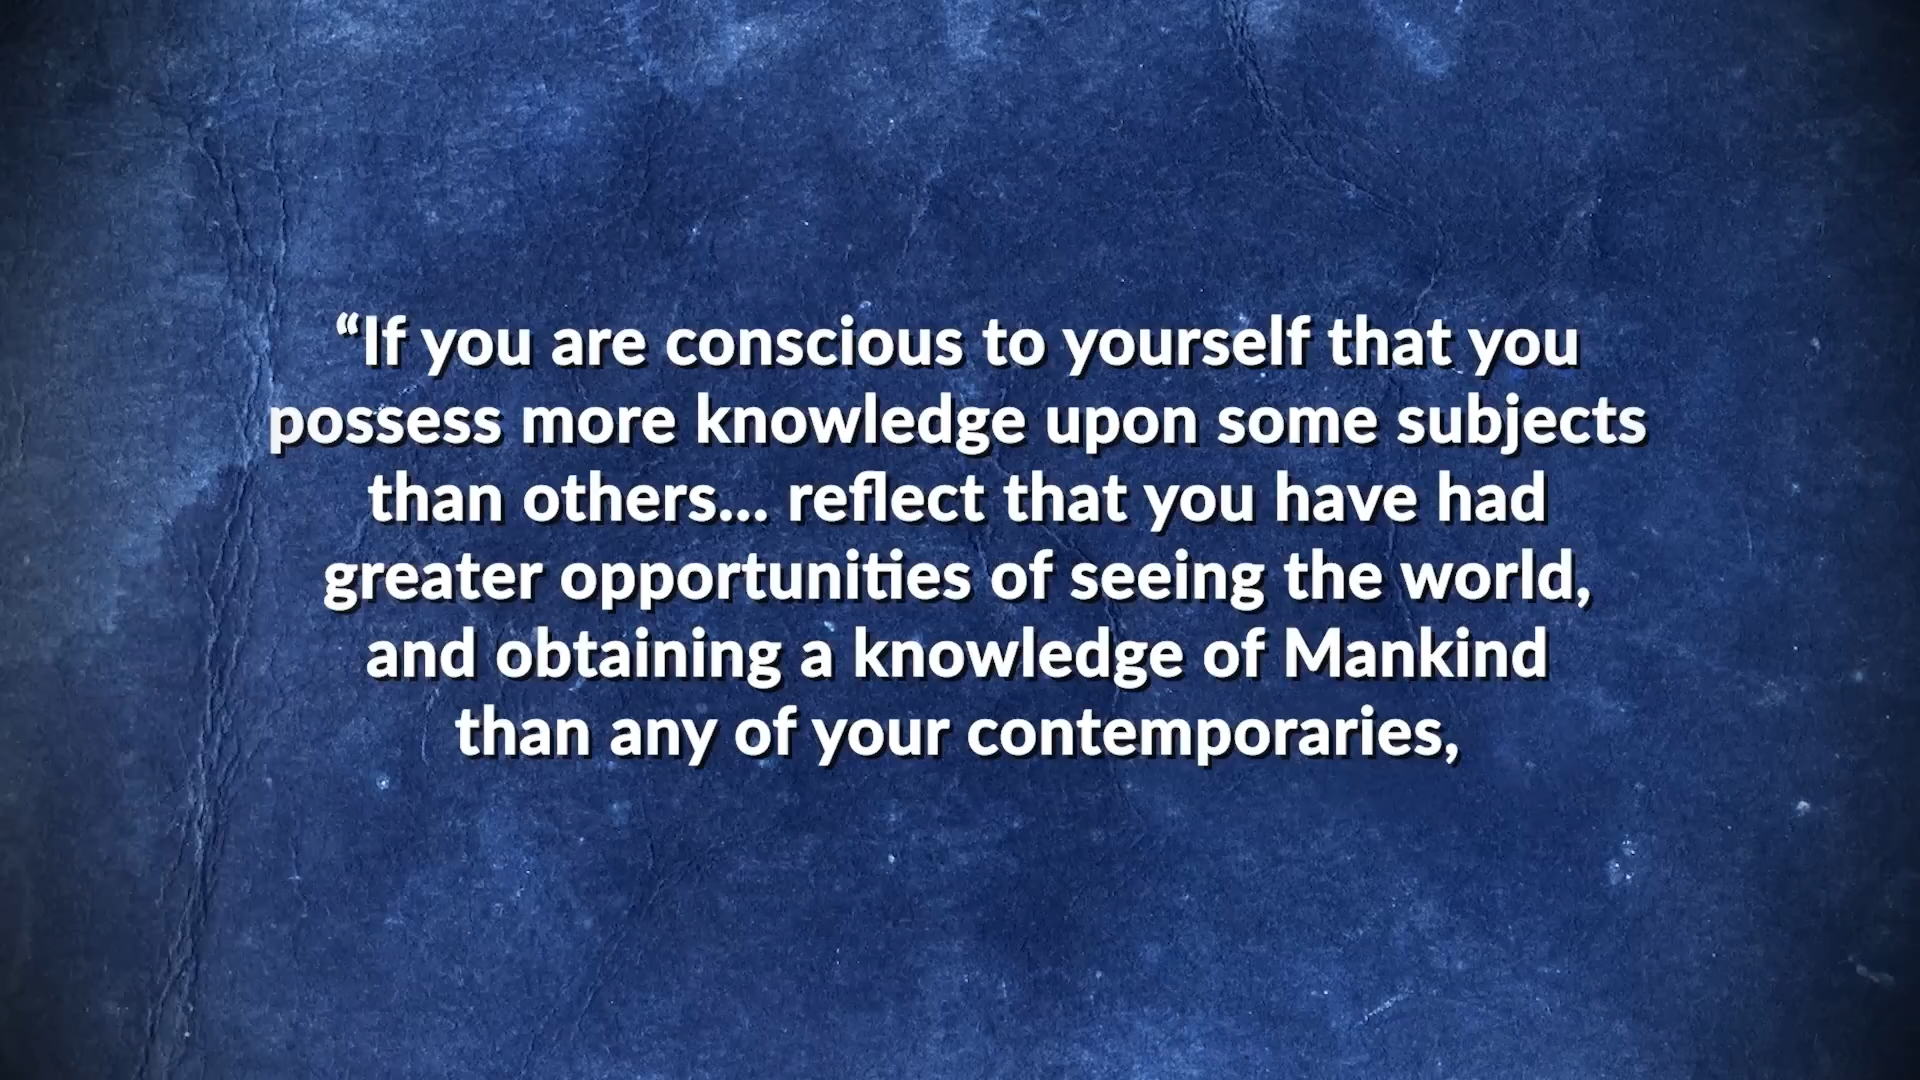 “If you are conscious to yourself that you
possess more knowledge upon some subjects
than others... reflect that you have had
greater opportunities of seeing the world,
and obtaining a knowledge of Mankind
than any of your contemporaries,